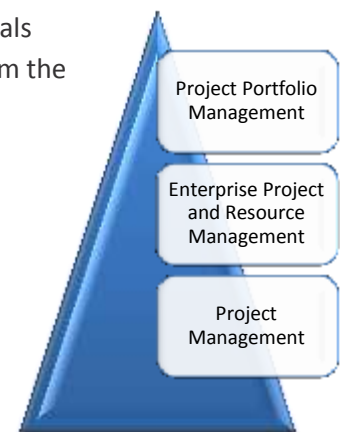 als
m the
Project Portfolio
Management
Enterprise Project
and Resource
Management
Project
Management